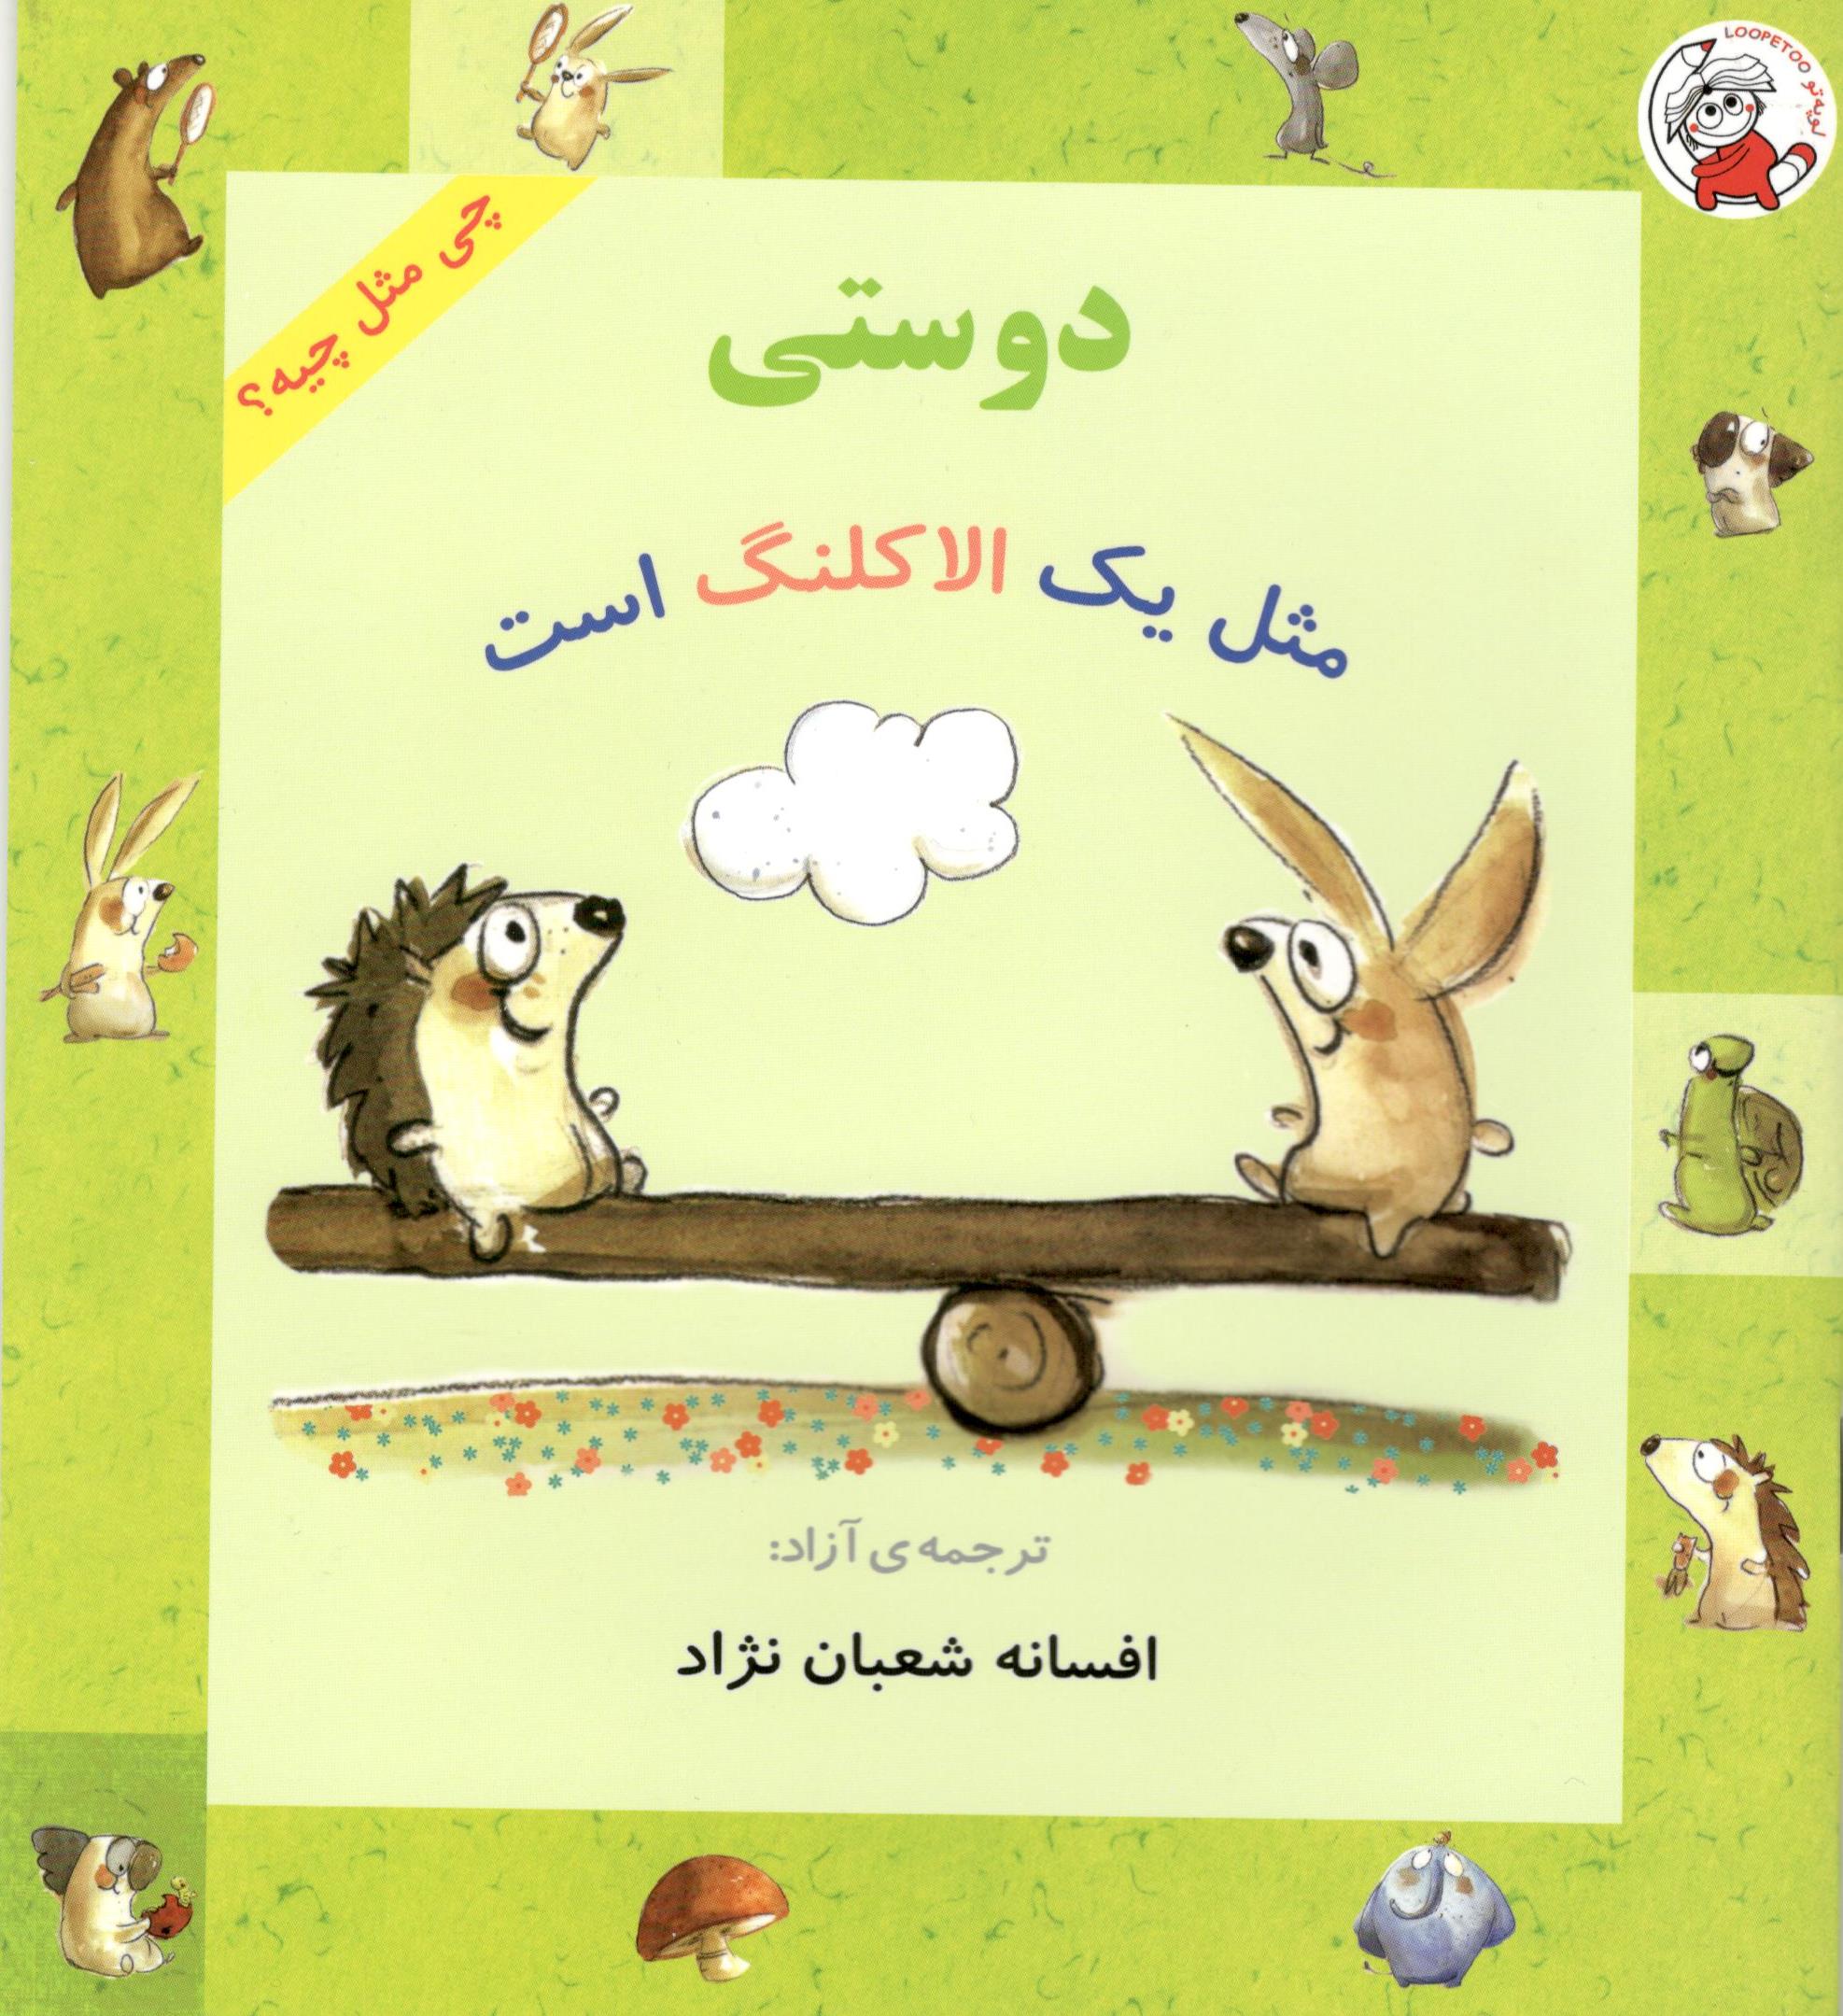 LOOPETOO لوپه‌تو
چی مثل چیه؟
دوستی
مثل یک الاکلنگ است
ترجمه‌ی آزاد:
افسانه شعبان نژاد